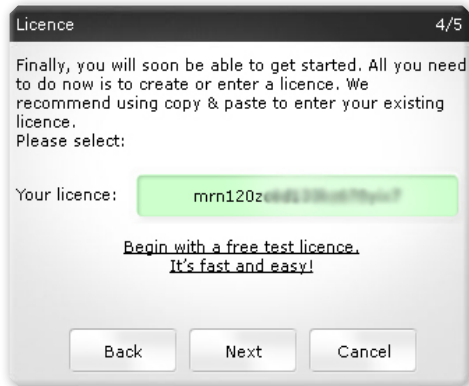 Licence 4/5
Finally, you will soon be able to get started. All you need
to do now is to create or enter a licence. We
recommend using copy & paste to enter your existing
licence.
Please select:
Your licence: mrn120z
Begin with a free test licence.
It's fast and easy!
Back Next Cancel